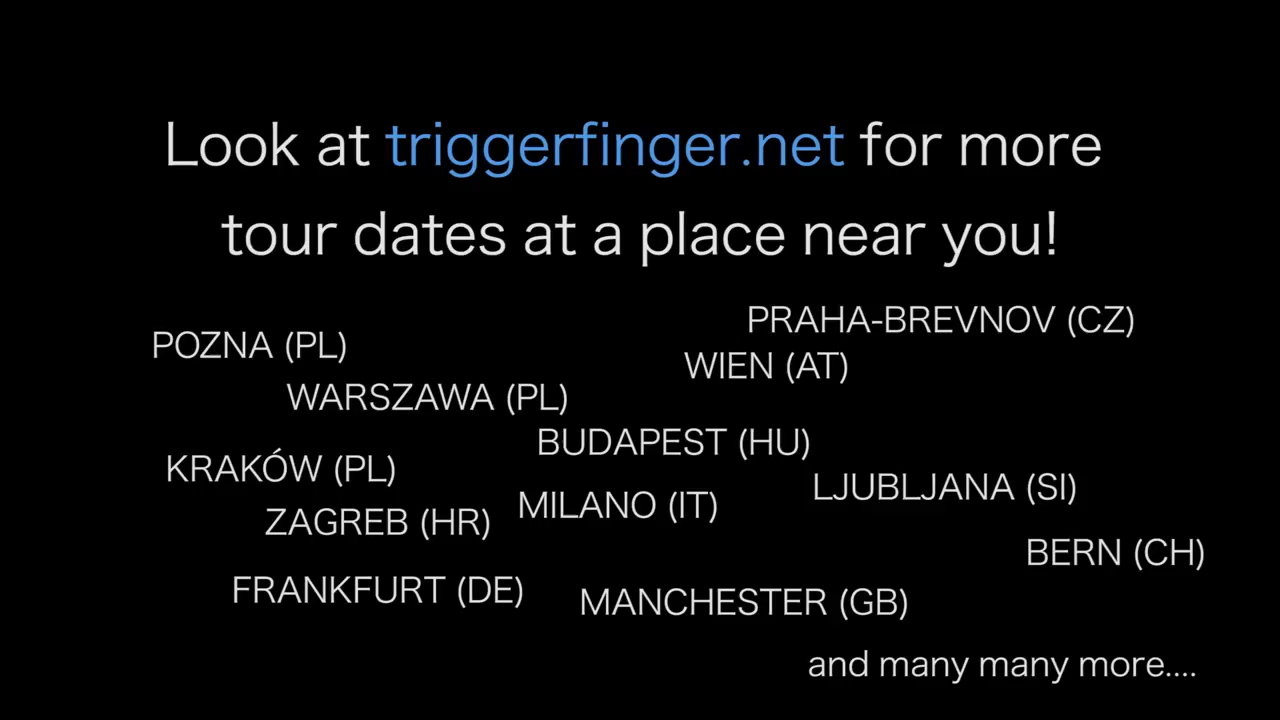 Look at triggerfinger.net for more
tour dates at a place near you!
PRAHA-BREVNOV (CZ)
POZNA (PL)
WIEN (AT)
WARSZAWA (PL)
BUDAPEST (HU)
KRAKÓW (PL)
LJUBLJANA (SI)
MILANO (IT)
ZAGREB (HR)
BERN (CH)
FRANKFURT (DE)
MANCHESTER (GB)
and many many more....